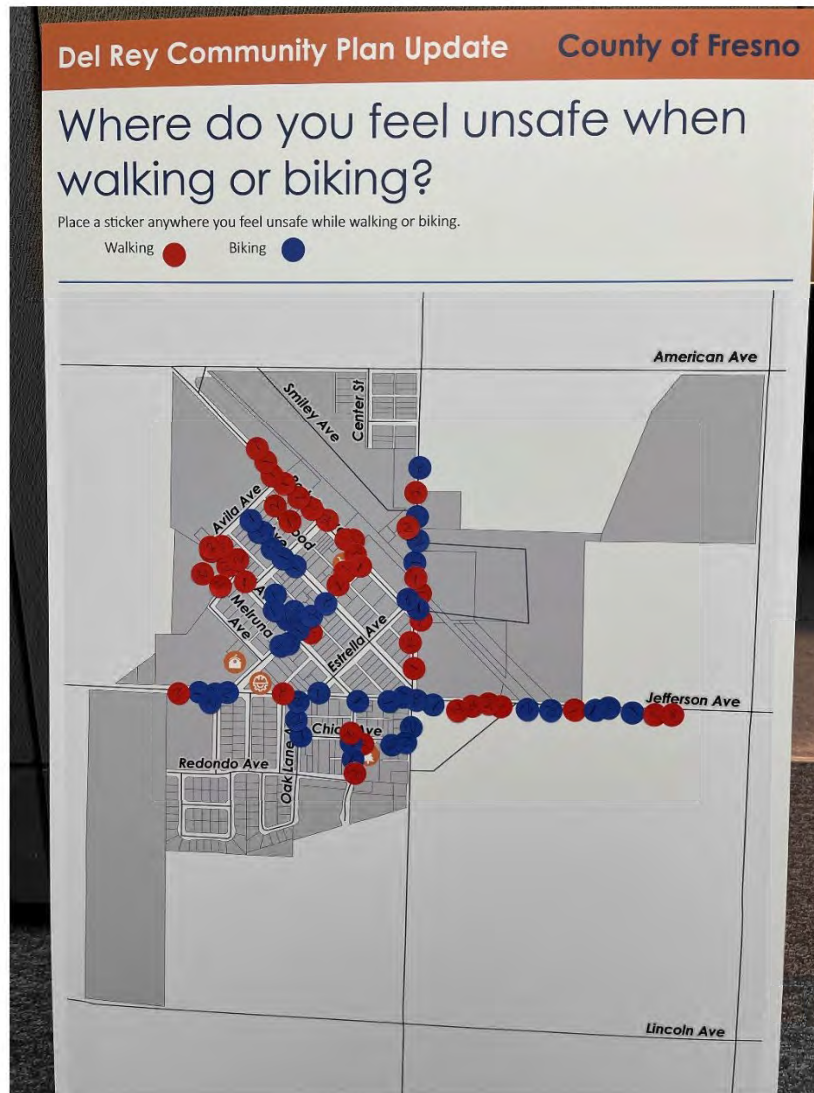 Del Rey Community Plan Update
County of Fresno
Where do you feel unsafe when
walking or biking?
Place a sticker anywhere you feel unsafe while walking or biking.
Walking
Biking
American Ave
Smiley Ave
Center St
Avila Ave
Melruna
Ave
Estrella Ave
Jefferson Ave
Ave
Redondo Ave
Oak Lane
Lincoln Ave